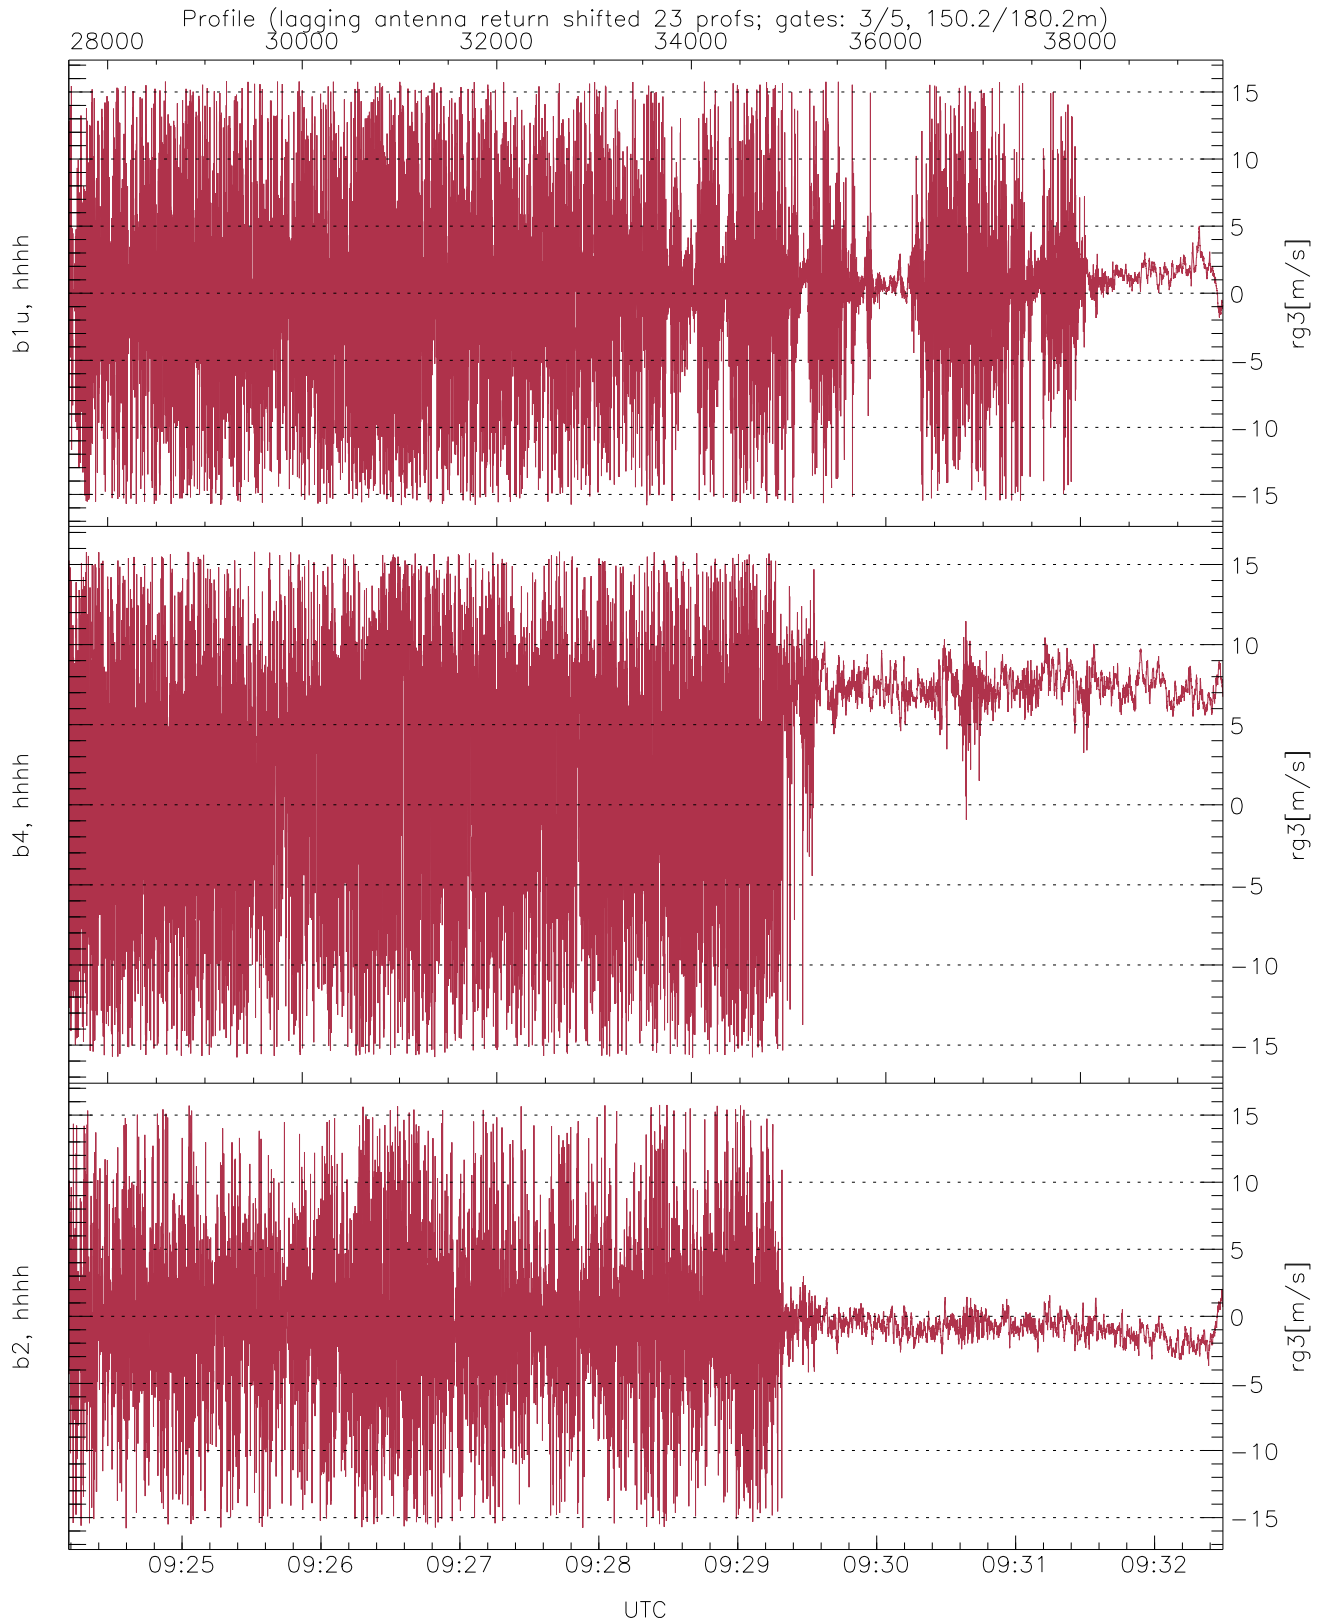 Profile (lagging antenna return shifted 23 profs; gates: 3/5, 150.2/180.2m)
28000 30000 32000 34000 36000 38000
b1u, hhhh
15
10
5
0
−5
−10
−15
rg3[m/s]
b4, hhhh
15
10
5
0
−5
−10
−15
rg3[m/s]
b2, hhhh
15
10
5
0
−5
−10
−15
rg3[m/s]
09:25 09:26 09:27 09:28 09:29 09:30 09:31 09:32
UTC